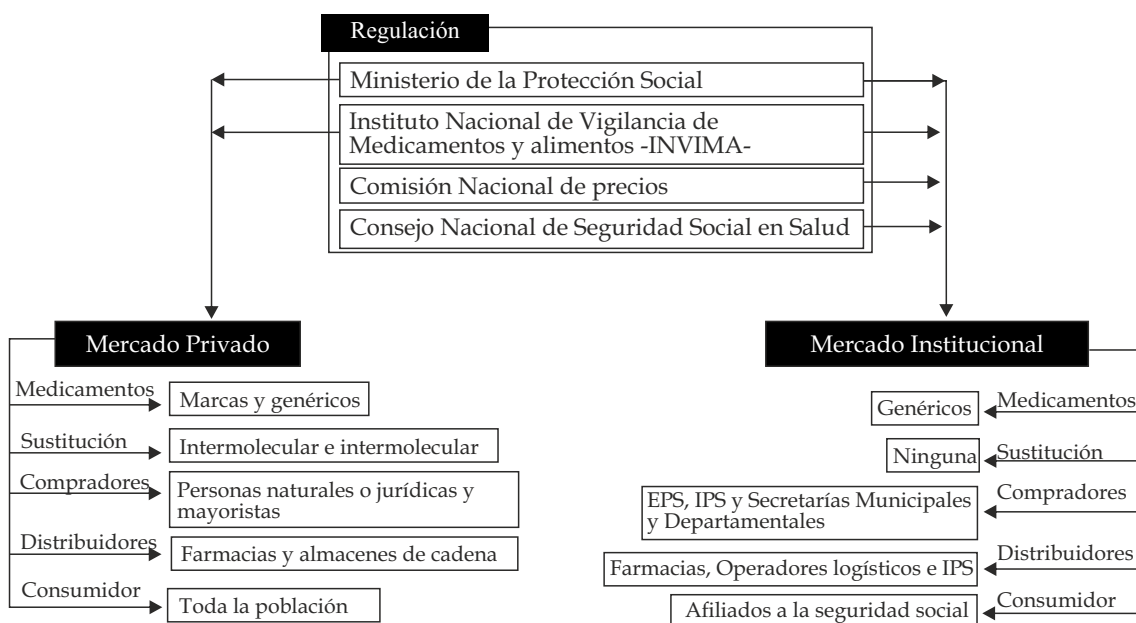 Regulación
Ministerio de la Protección Social
Instituto Nacional de Vigilancia de
Medicamentos y alimentos -INVIMA-
Comisión Nacional de precios
Consejo Nacional de Seguridad Social en Salud
Mercado Privado
Medicamentos
Marcas y genéricos
Sustitución
Intermolecular e intermolecular
Compradores
Personas naturales o jurídicas y
mayoristas
Distribuidores
Farmacias y almacenes de cadena
Consumidor
Toda la población
Mercado Institucional
Genéricos
Medicamentos
Ninguna
Sustitución
EPS, IPS y Secretarías Municipales
y Departamentales
Compradores
Farmacias, Operadores logísticos e IPS
Distribuidores
Afiliados a la seguridad social
Consumidor